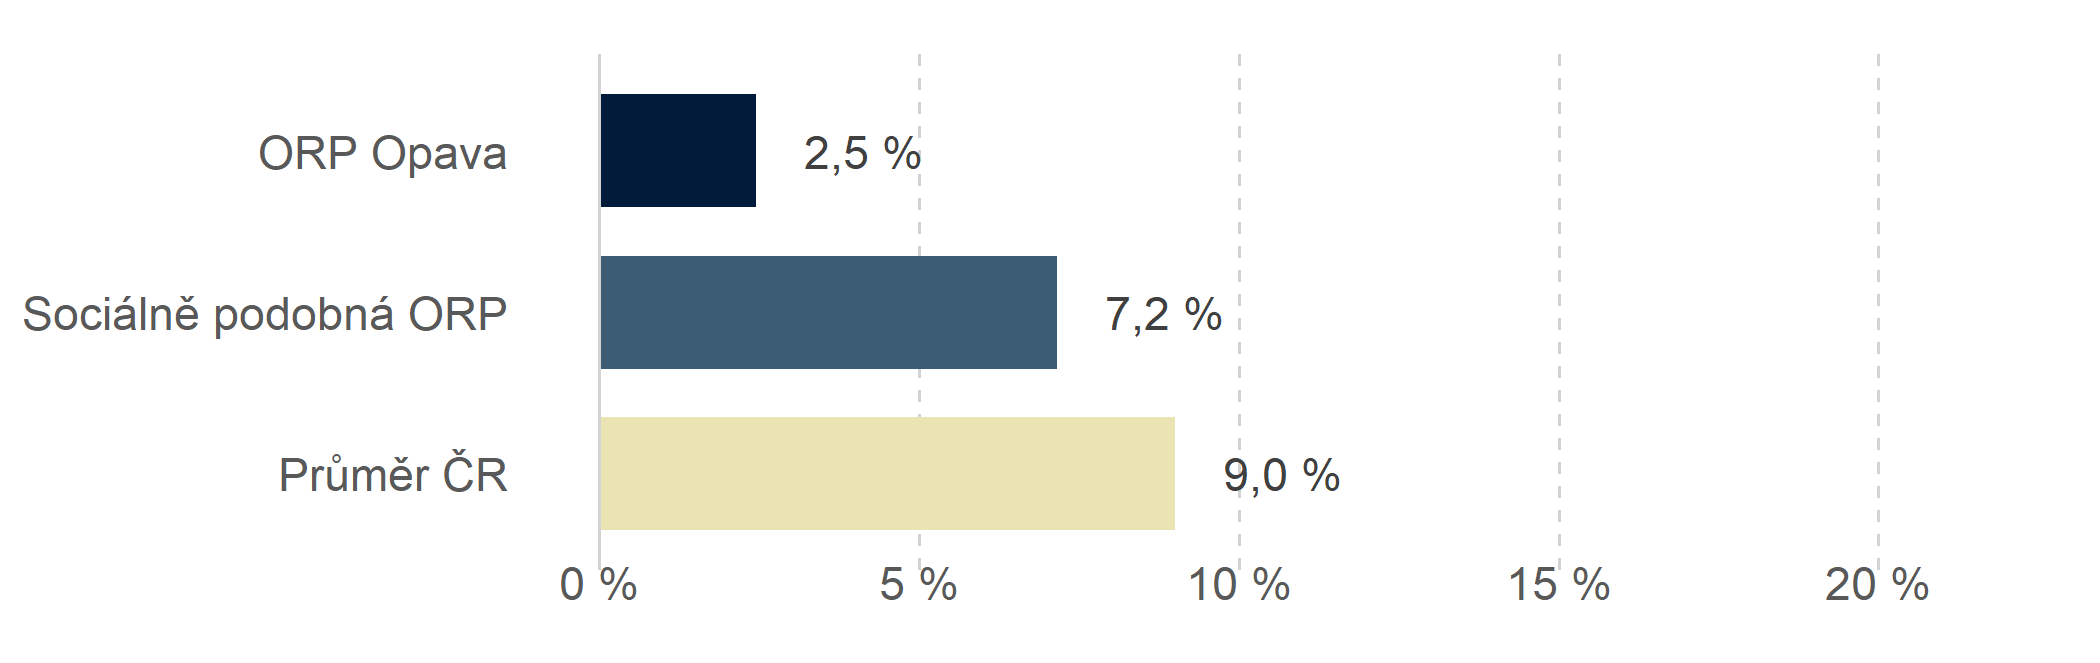 ORP Opava 2,5 %
Sociálně podobná ORP 7,2 %
Průměr ČR 9,0 %
0 % 5 % 10 % 15 % 20 %